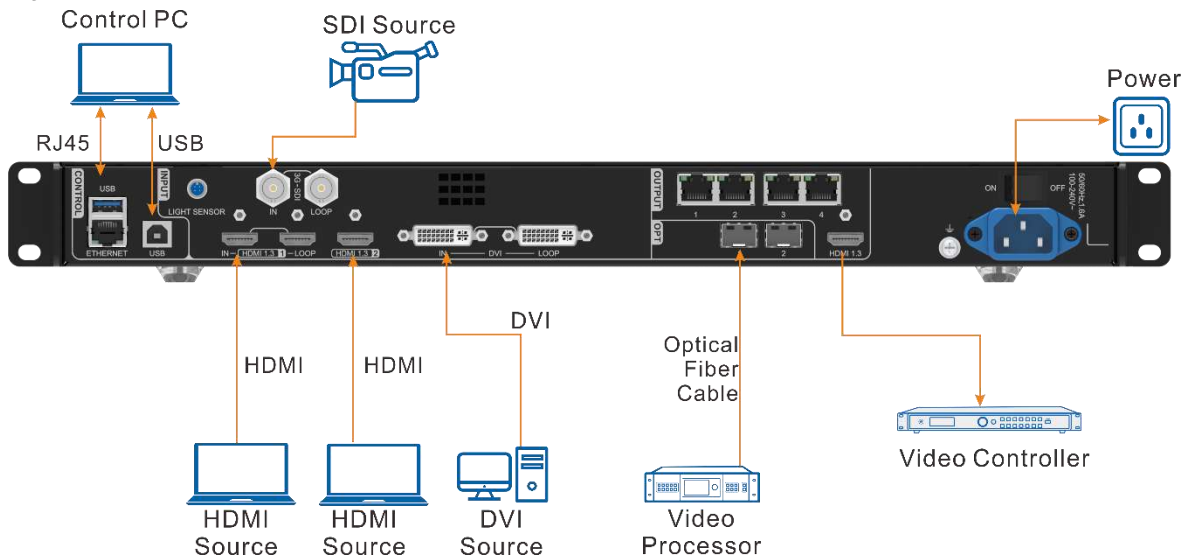 Control PC
SDI Source
Power
RJ45
USB
CONTROL
USB
ETHERNET
USB
INPUT
LIGHT SENSOR
3G-SDI
IN
LOOP
IN
HDMI 1.3
1
LOOP
HDMI 1.3
2
IN
DVI
LOOP
OUTPUT
1
2
3
4
OPT
2
HDMI 1.3
ON
OFF
100-240V~
50/60Hz,1.6A
HDMI
HDMI
DVI
Optical
Fiber
Cable
HDMI
Source
HDMI
Source
DVI
Source
Video
Processor
Video Controller